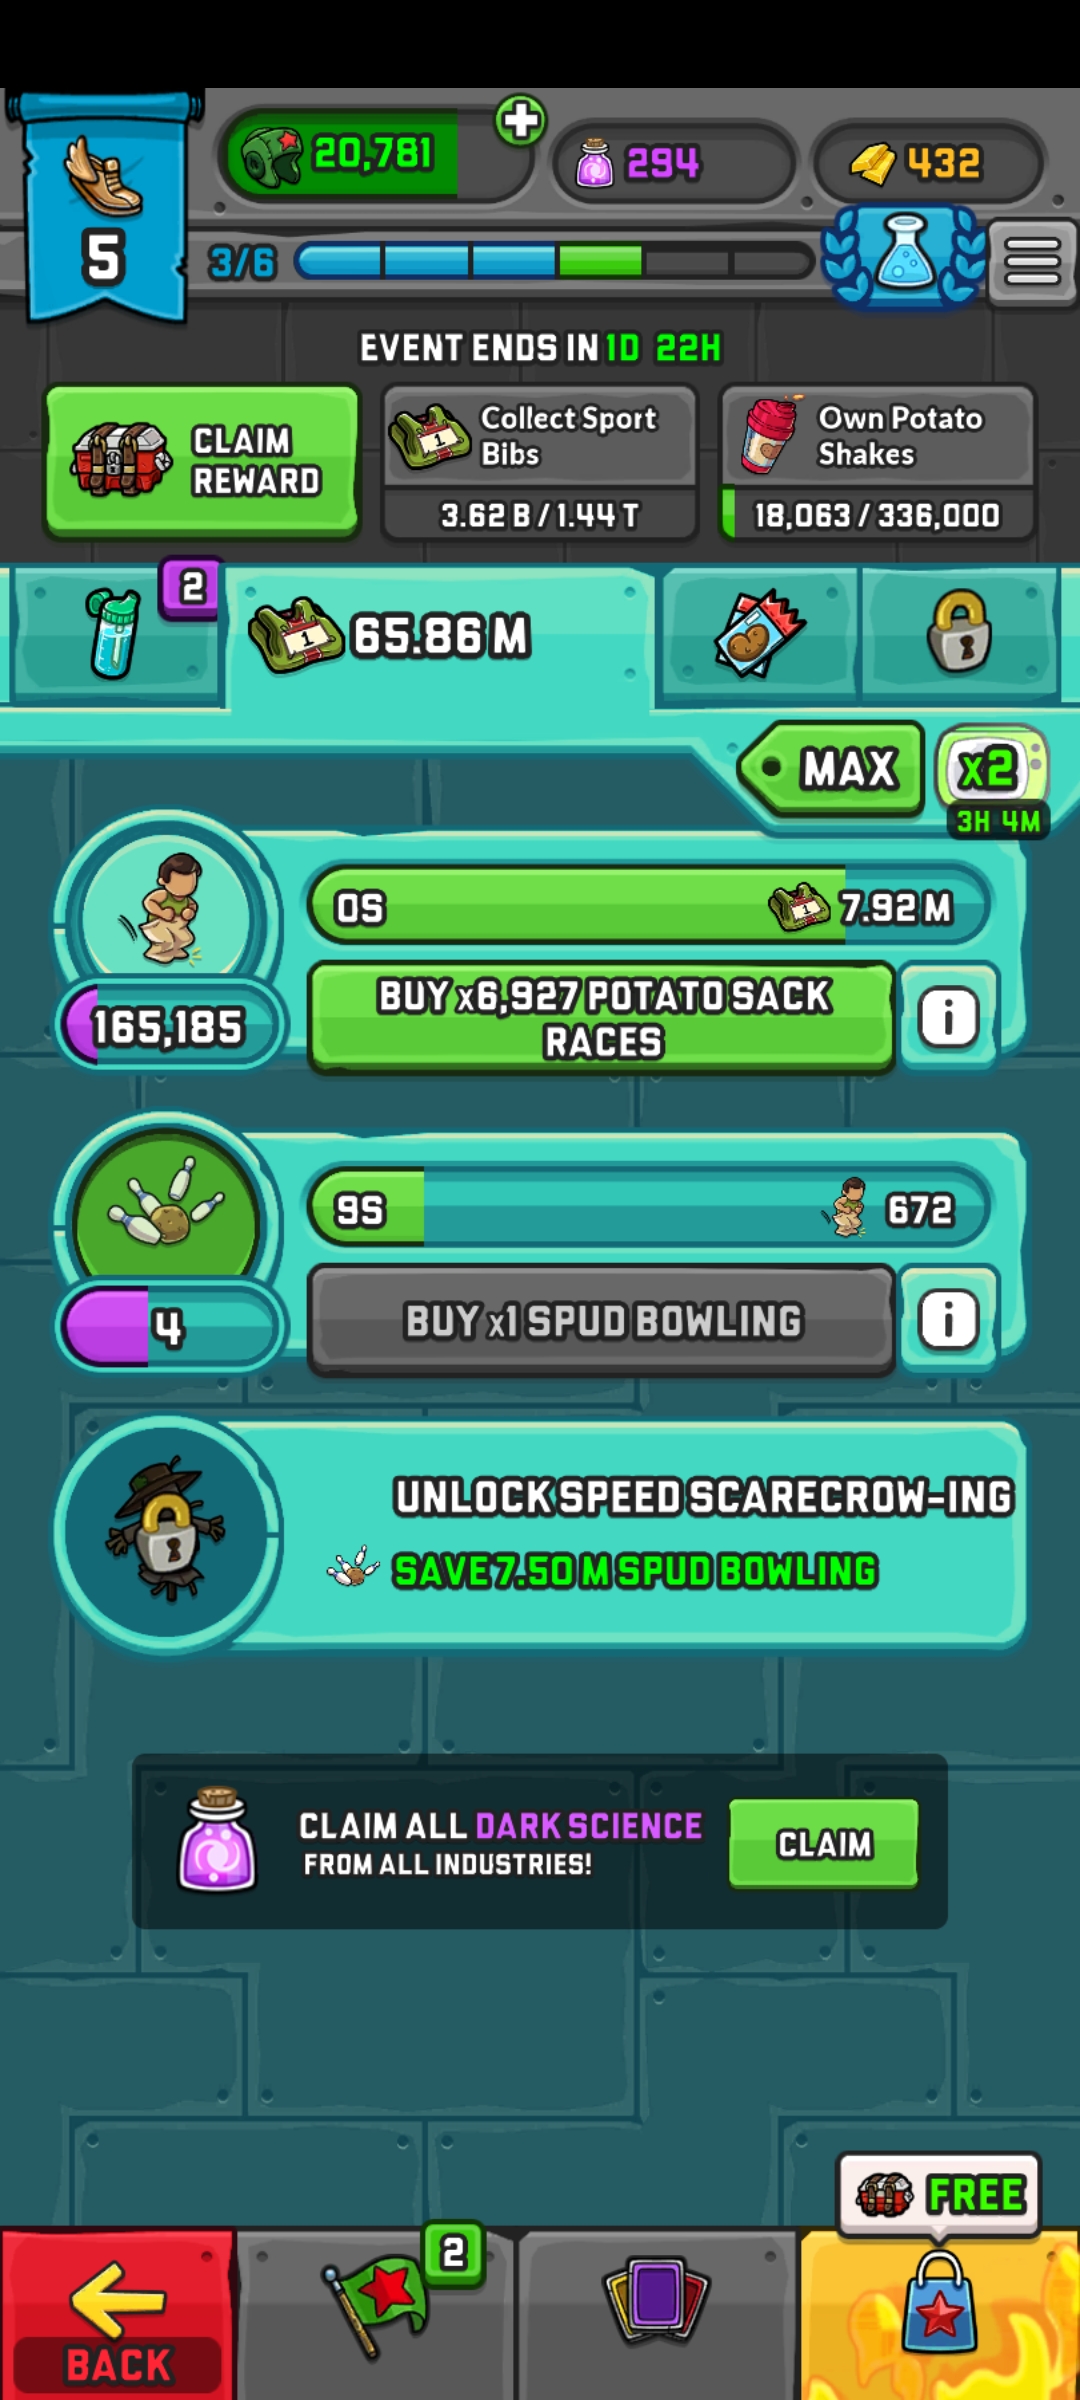 20,781
294
432
5
3/6
EVENT ENDS IN 1D 22H
CLAIM REWARD
Collect Sport Bibs
3.62 B / 1.44 T
Own Potato Shakes
18,063 / 336,000
2
1
65.86 M
MAX
x2
3H 4M
0S
1
7.92 M
165,185
BUY x6,927 POTATO SACK
RACES
i
9S
672
4
BUY x1 SPUD BOWLING
i
UNLOCK SPEED SCARECROW-ING
SAVE 7.50 M SPUD BOWLING
CLAIM ALL DARK SCIENCE
FROM ALL INDUSTRIES!
CLAIM
FREE
2
BACK